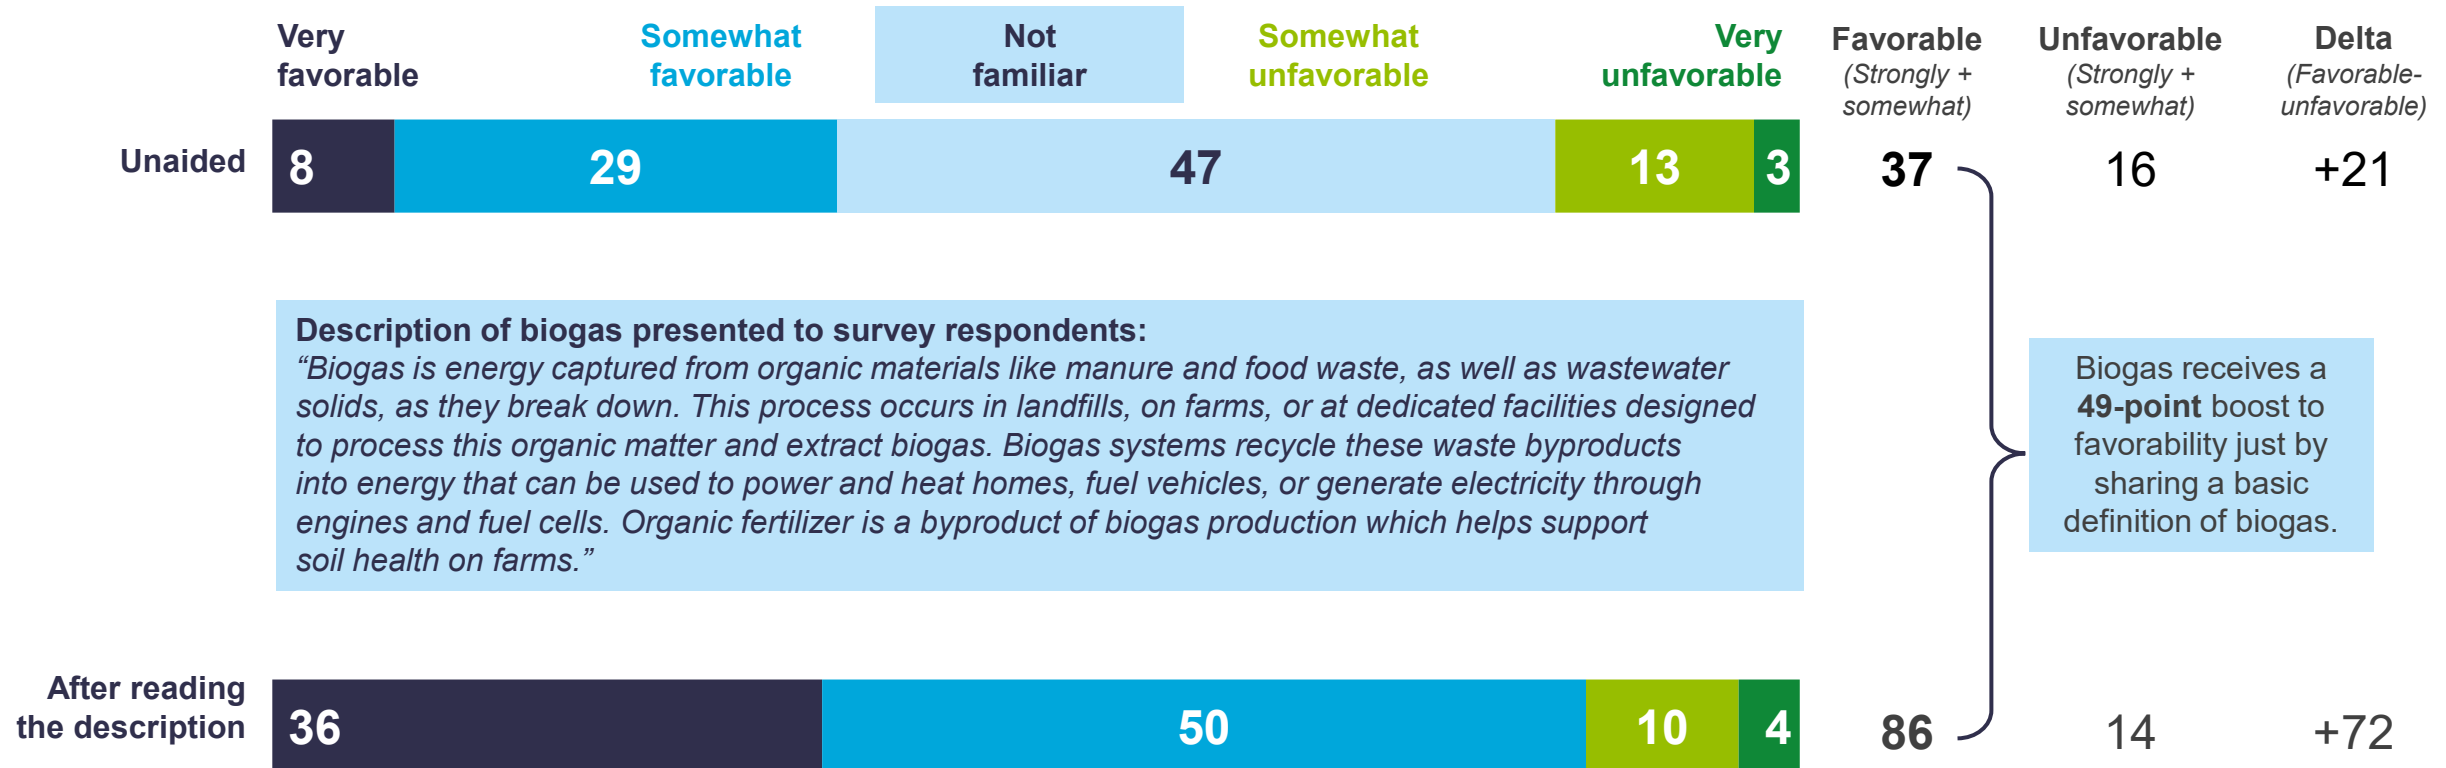 Very
favorable
Somewhat
favorable
Not
familiar
Somewhat
unfavorable
Very
unfavorable
Favorable
(Strongly +
somewhat)
Unfavorable
(Strongly +
somewhat)
Delta
(Favorable-
unfavorable)
Unaided
8
29
47
13
3
37
16
+21
Description of biogas presented to survey respondents:
“Biogas is energy captured from organic materials like manure and food waste, as well as wastewater
solids, as they break down. This process occurs in landfills, on farms, or at dedicated facilities designed
to process this organic matter and extract biogas. Biogas systems recycle these waste byproducts
into energy that can be used to power and heat homes, fuel vehicles, or generate electricity through
engines and fuel cells. Organic fertilizer is a byproduct of biogas production which helps support
soil health on farms.”
Biogas receives a
49-point boost to
favorability just by
sharing a basic
definition of biogas.
After reading
the description
36
50
10
4
86
14
+72